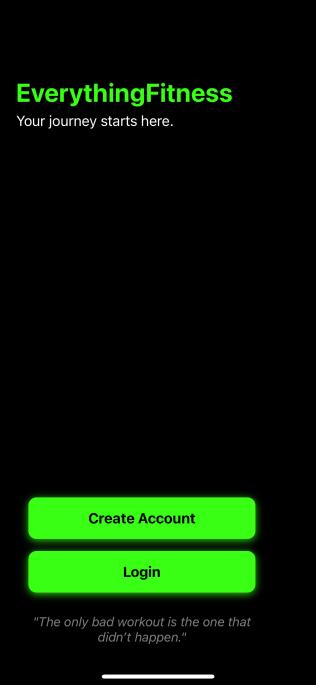 EverythingFitness
Your journey starts here.
Create Account
Login
"The only bad workout is the one that
didn’t happen."